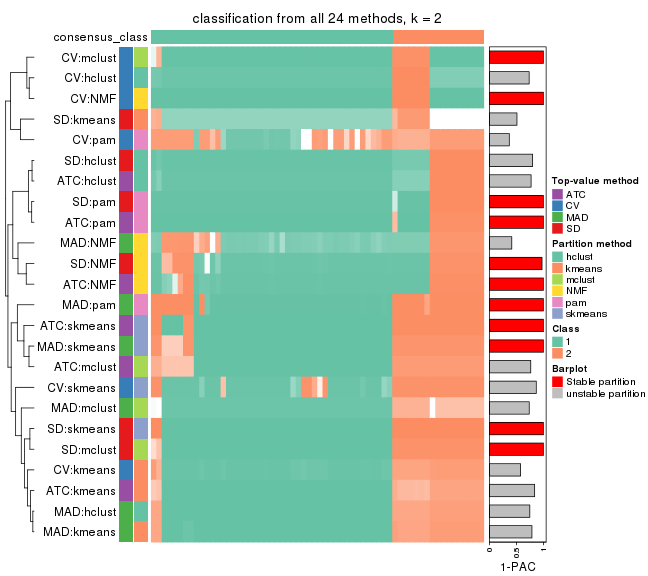 classification from all 24 methods, k = 2
consensus_class
CV:mclust
CV:hclust
CV:NMF
SD:kmeans
CV:pam
SD:hclust
ATC:hclust
SD:pam
ATC:pam
MAD:NMF
SD:NMF
ATC:NMF
MAD:pam
ATC:skmeans
MAD:skmeans
ATC:mclust
CV:skmeans
MAD:mclust
SD:skmeans
SD:mclust
CV:kmeans
ATC:kmeans
MAD:hclust
MAD:kmeans
0
0.5
1
1-PAC
Top-value method
ATC
CV
MAD
SD
Partition method
hclust
kmeans
mclust
NMF
pam
skmeans
Class
1
2
Barplot
Stable partition
unstable partition